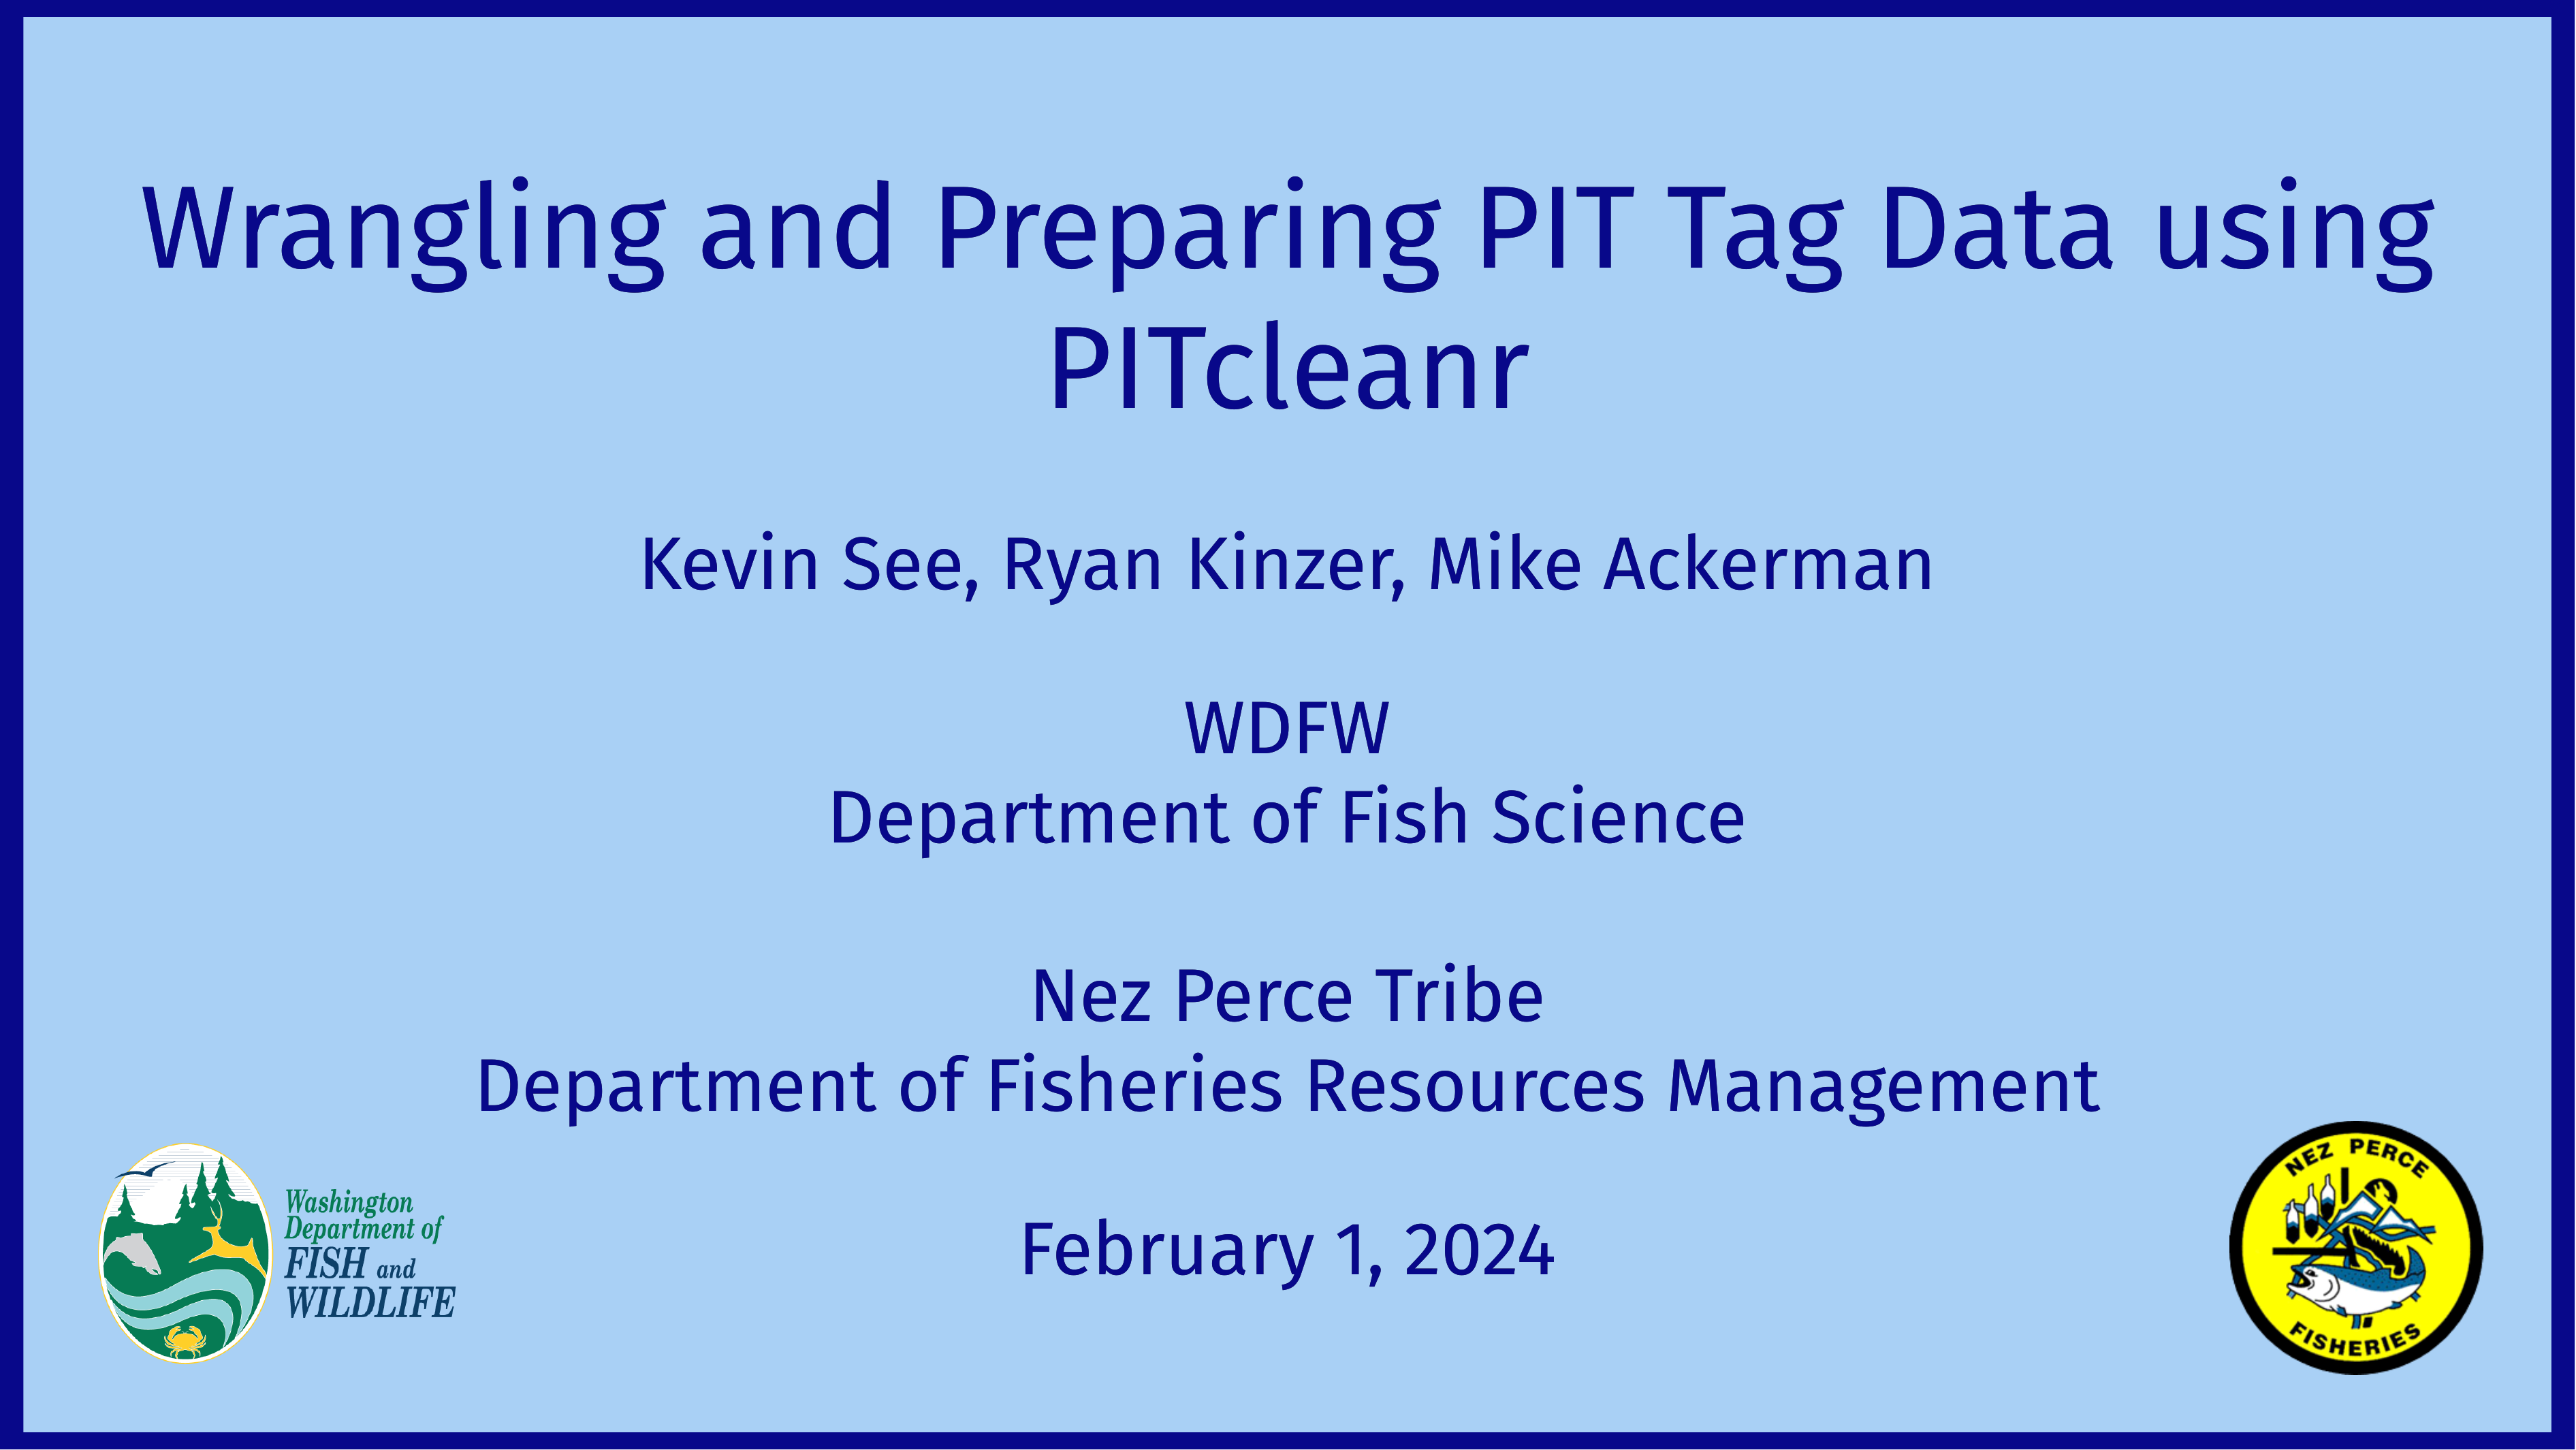 Wrangling and Preparing PIT Tag Data using
PITcleanr
Kevin See, Ryan Kinzer, Mike Ackerman
WDFW
Department of Fish Science
Nez Perce Tribe
Department of Fisheries Resources Management
February 1, 2024
Washington
Department of
FISH and
WILDLIFE
NEZ PERCE
FISHERIES